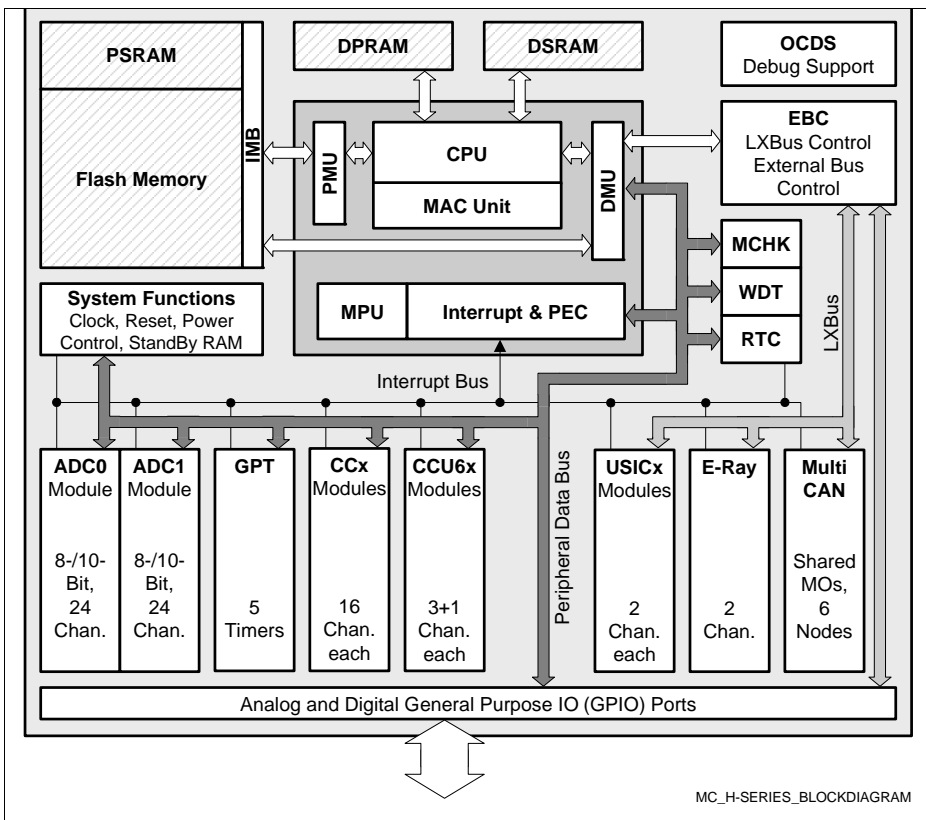 PSRAM
Flash Memory
IMB
DPRAM
DSRAM
OCDS
Debug Support
PMU
CPU
MAC Unit
DMU
EBC
LXBus Control
External Bus
Control
MCHK
WDT
RTC
LXBus
System Functions
Clock, Reset, Power
Control, StandBy RAM
MPU
Interrupt & PEC
Interrupt Bus
ADC0
Module
8-/10-
Bit,
24
Chan.
ADC1
Module
8-/10-
Bit,
24
Chan.
GPT
5
Timers
CCx
Modules
16
Chan.
each
CCU6x
Modules
3+1
Chan.
each
Peripheral Data Bus
USICx
Modules
2
Chan.
each
E-Ray
2
Chan.
Multi
CAN
Shared
MOs,
6
Nodes
Analog and Digital General Purpose IO (GPIO) Ports
MC_H-SERIES_BLOCKDIAGRAM